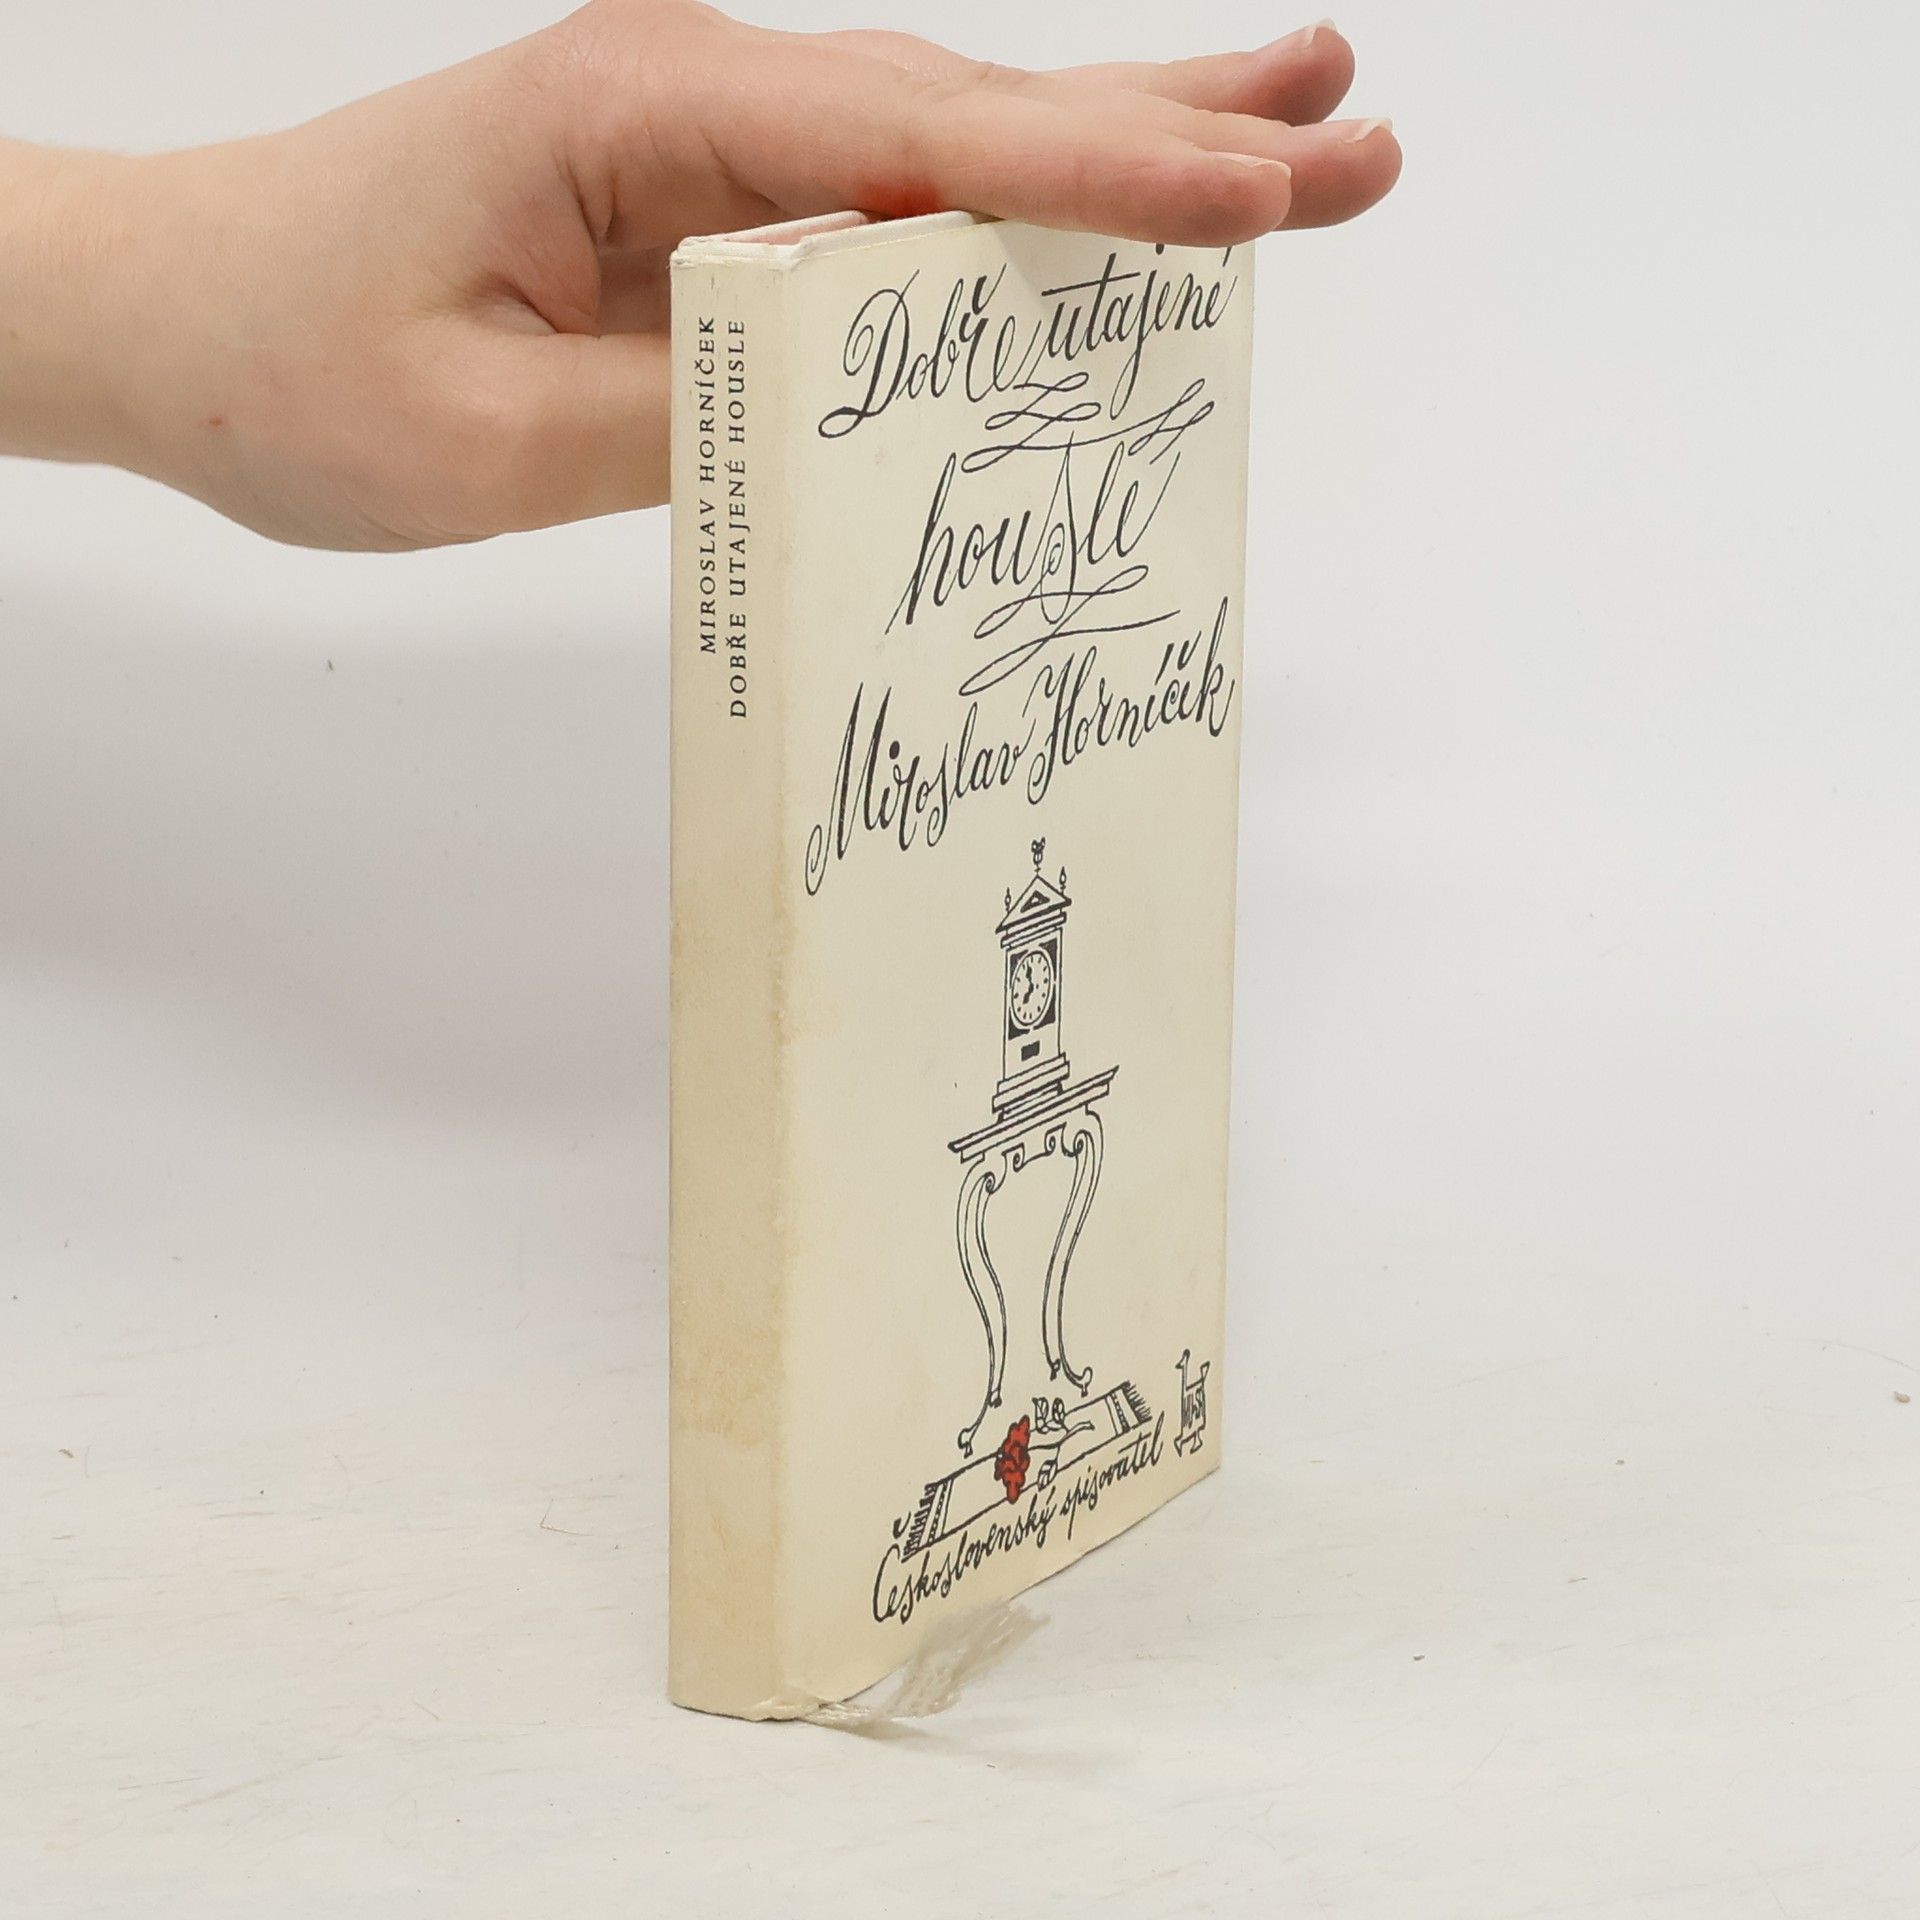 MIROSLAV HORNÍČEK
DOBŘE UTAJENÉ HOUSLE
Dobře utajené
housle
Miroslav Horníček
Československý spisovatel